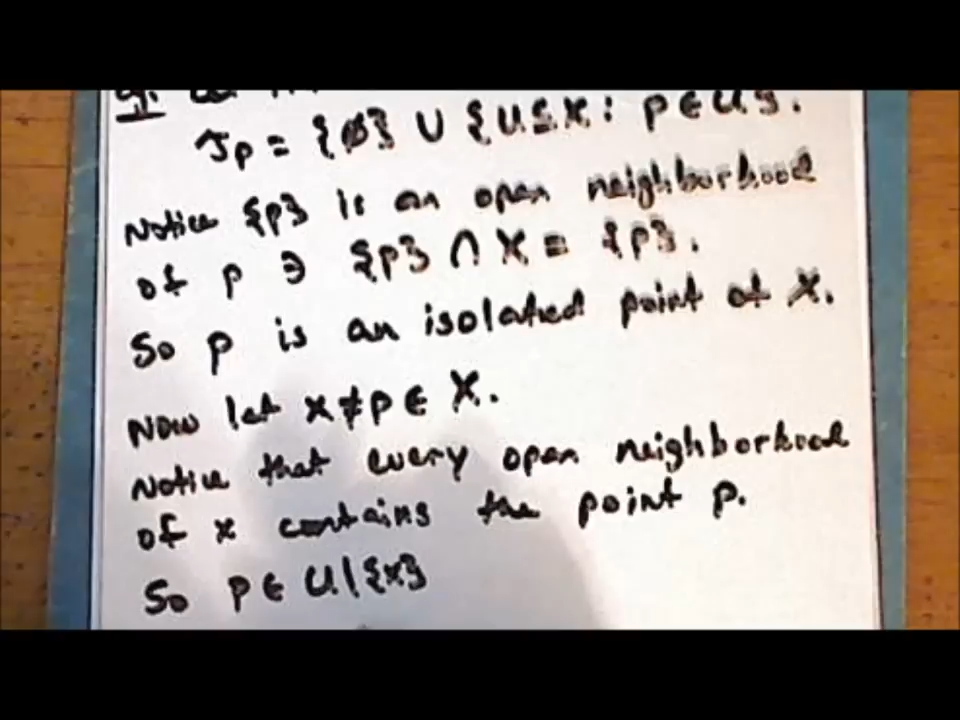 𝒯p = {∅} ∪ {U ⊆ X : p ∈ U}.
Notice {p} is an open neighborhood
of p ∋ {p} ∩ X = {p}.
So p is an isolated point of X.
Now let x ≠ p ∈ X.
Notice that every open neighborhood
of x contains the point p.
So p ∈ U \ {x}